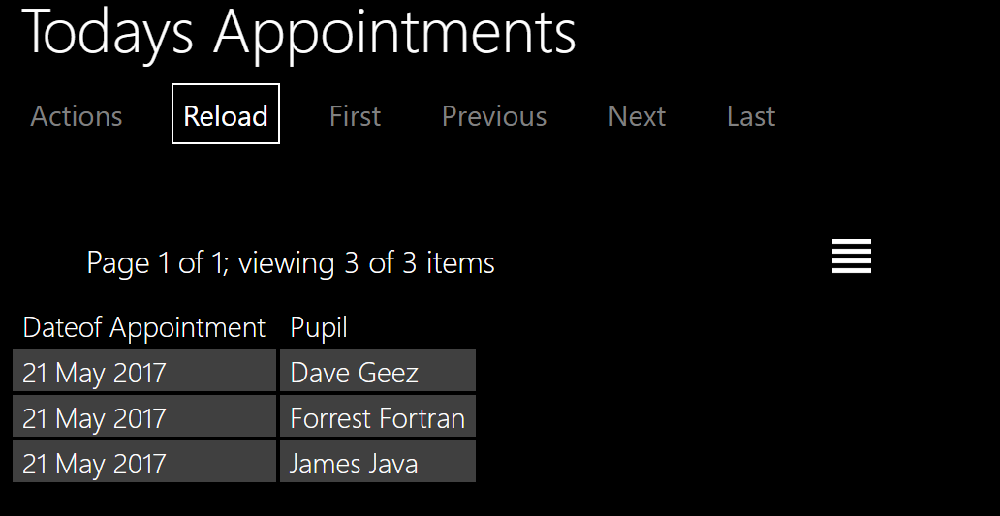 Todays Appointments
Actions Reload First Previous Next Last
Page 1 of 1; viewing 3 of 3 items
Dateof Appointment Pupil
21 May 2017 Dave Geez
21 May 2017 Forrest Fortran
21 May 2017 James Java